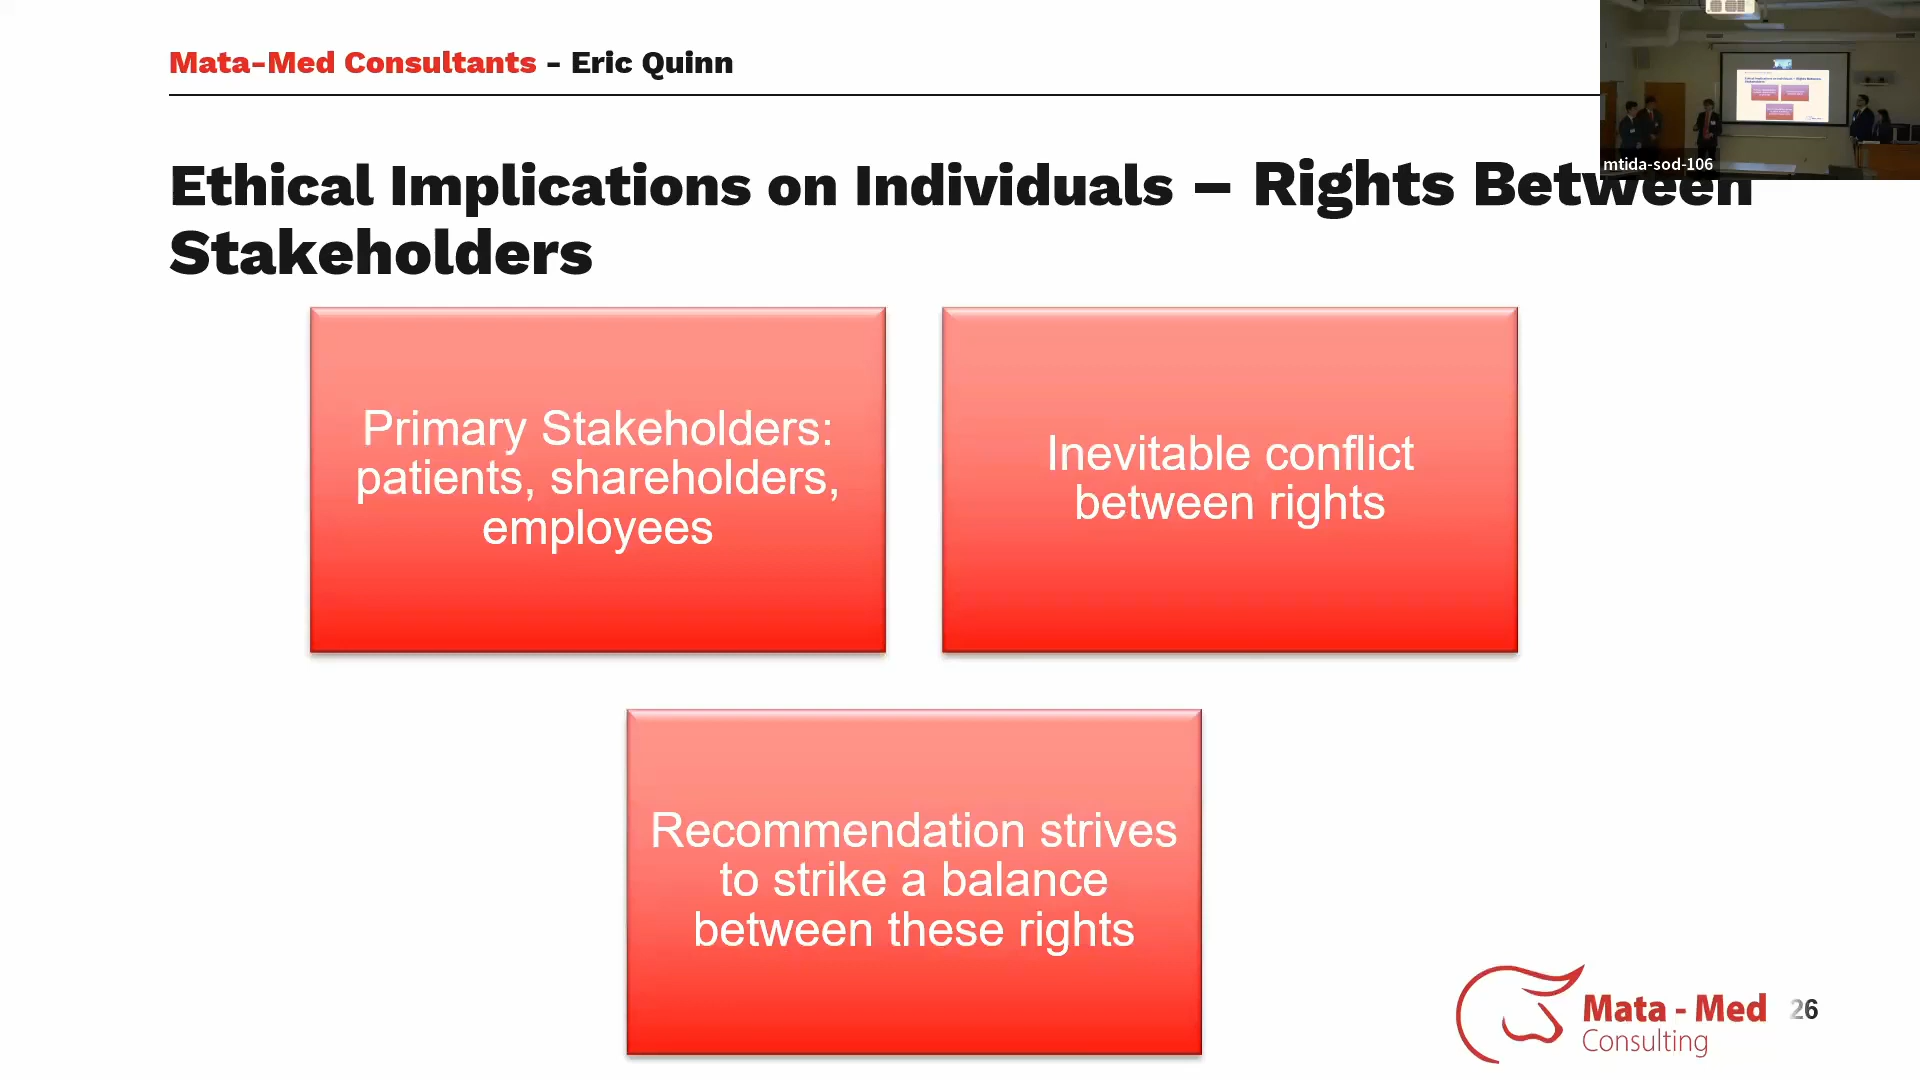 Mata-Med Consultants - Eric Quinn
mtida-sod-106
Ethical Implications on Individuals – Rights Between
Stakeholders
Primary Stakeholders:
patients, shareholders,
employees
Inevitable conflict
between rights
Recommendation strives
to strike a balance
between these rights
Mata - Med
Consulting
26